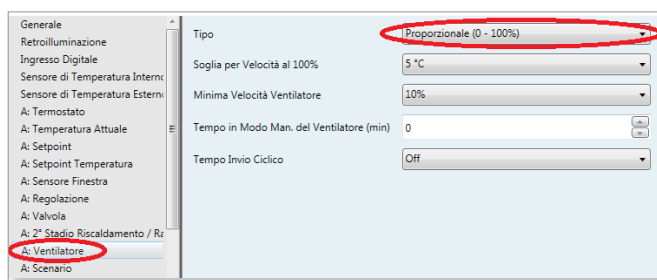 Generale
Retroilluminazione
Ingresso Digitale
Sensore di Temperatura Interno
Sensore di Temperatura Esterno
A: Termostato
A: Temperatura Attuale
A: Setpoint
A: Setpoint Temperatura
A: Sensore Finestra
A: Regolazione
A: Valvola
A: 2° Stadio Riscaldamento / Ra
A: Ventilatore
A: Scenario
Tipo Proporzionale (0 - 100%)
Soglia per Velocità al 100% 5 °C
Minima Velocità Ventilatore 10%
Tempo in Modo Man. del Ventilatore (min) 0
Tempo Invio Ciclico Off